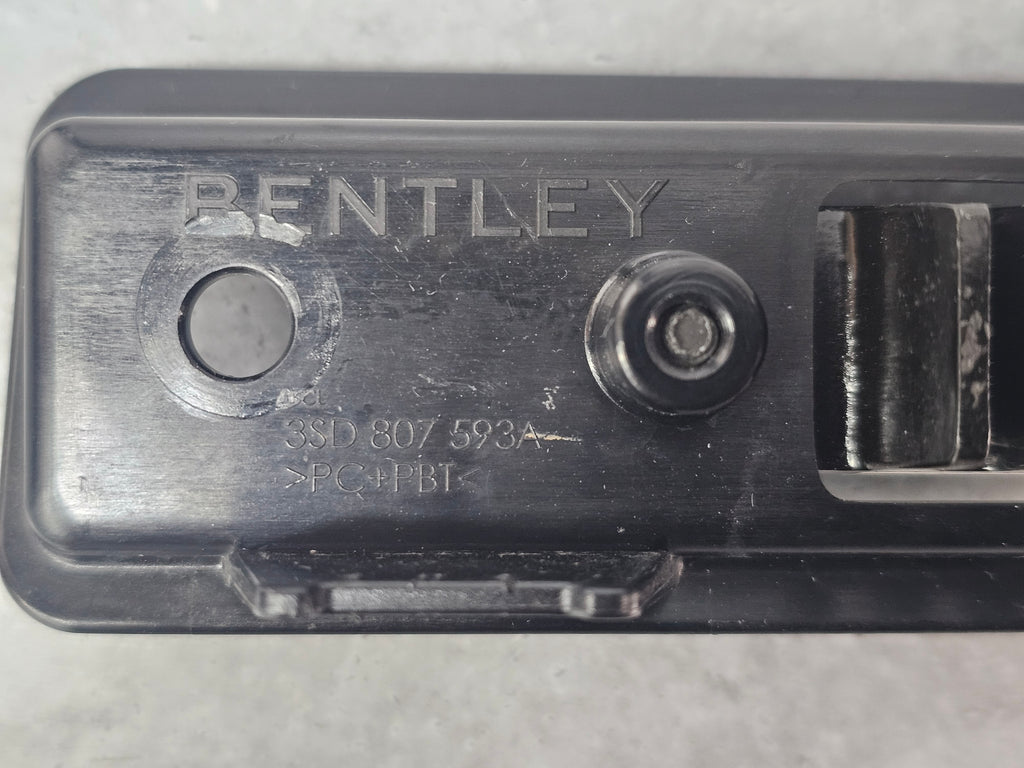 BENTLEY
3SD 807 593A
>PC+PBT<